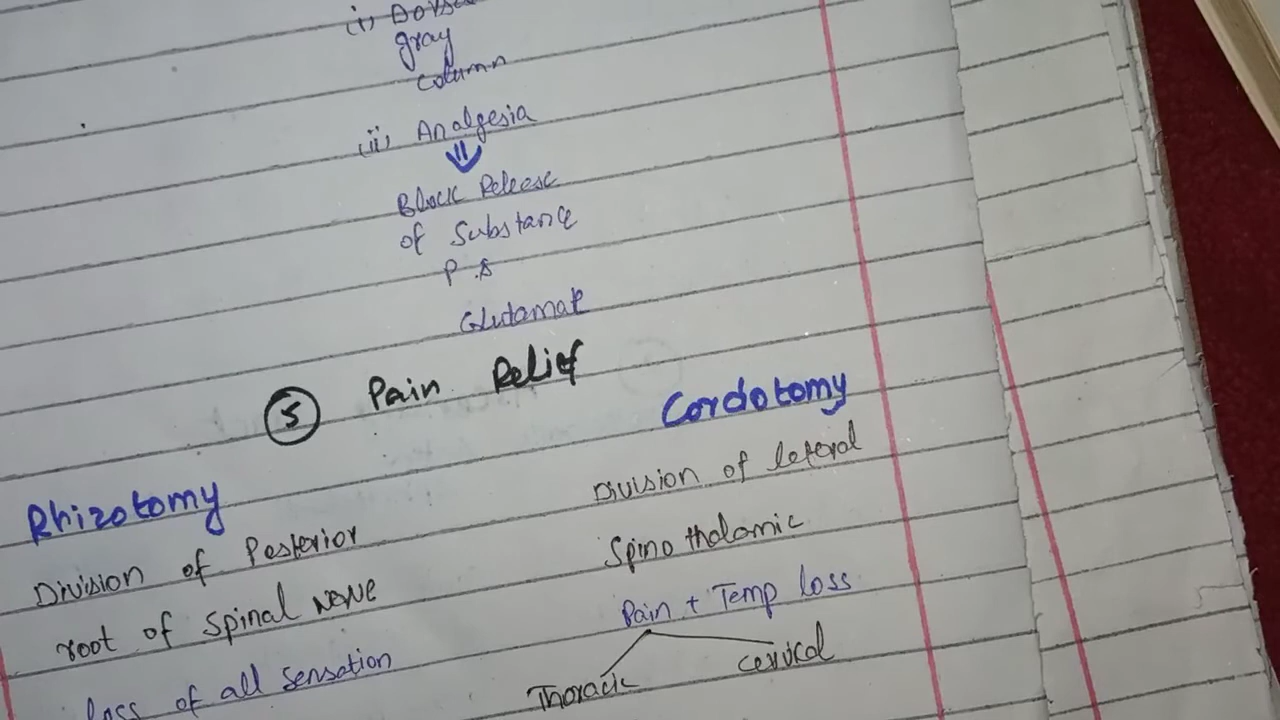 (i) Dorsal
gray
column
(ii) Analgesia
⇓
Block Release
of Substance
P. &
Glutamate
⑤ Pain Relief
Rhizotomy
Division of Posterior
root of Spinal Nerve
loss of all sensation
Cordotomy
Division of lateral
Spino thalamic
Pain + Temp loss
Thoracic
Cervical